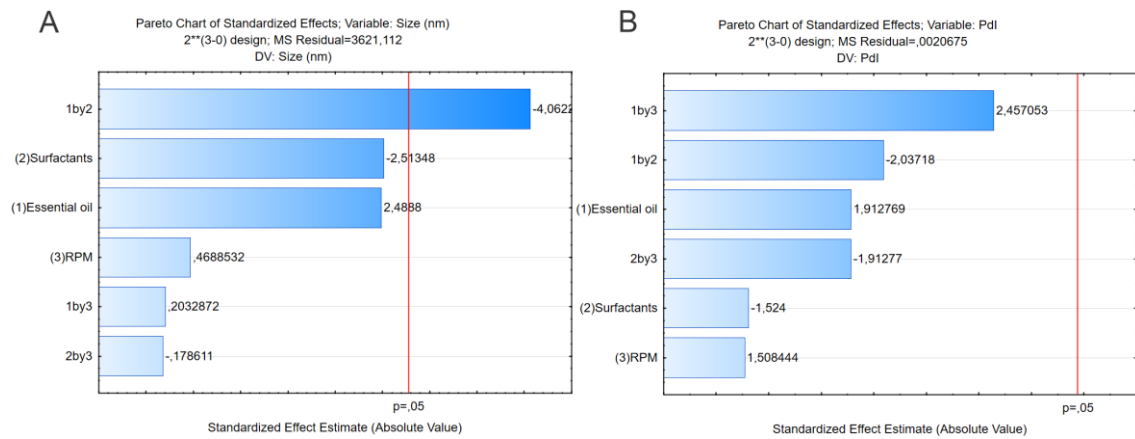 A
Pareto Chart of Standardized Effects; Variable: Size (nm)
2**(3-0) design; MS Residual=3621,112
DV: Size (nm)
1by2
-4,0622
(2)Surfactants
-2,51348
(1)Essential oil
2,4888
(3)RPM
,4688532
1by3
,2032872
2by3
-,178611
p=,05
Standardized Effect Estimate (Absolute Value)
B
Pareto Chart of Standardized Effects; Variable: PdI
2**(3-0) design; MS Residual=,0020675
DV: PdI
1by3
2,457053
1by2
-2,03718
(1)Essential oil
1,912769
2by3
-1,91277
(2)Surfactants
-1,524
(3)RPM
1,508444
p=,05
Standardized Effect Estimate (Absolute Value)